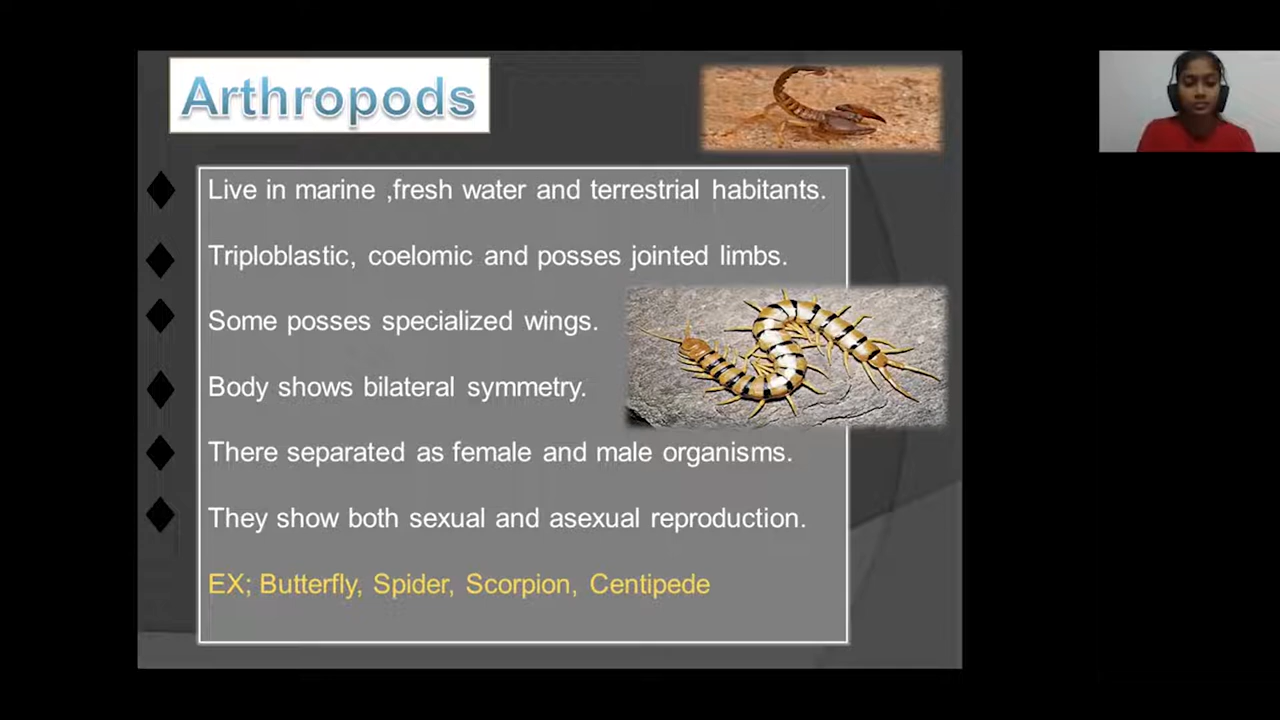 Arthropods
Live in marine ,fresh water and terrestrial habitants.
Triploblastic, coelomic and posses jointed limbs.
Some posses specialized wings.
Body shows bilateral symmetry.
There separated as female and male organisms.
They show both sexual and asexual reproduction.
EX; Butterfly, Spider, Scorpion, Centipede